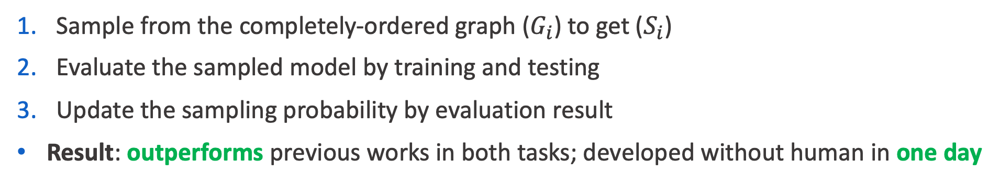 1. Sample from the completely-ordered graph (Gᵢ) to get (Sᵢ)
2. Evaluate the sampled model by training and testing
3. Update the sampling probability by evaluation result
• Result: outperforms previous works in both tasks; developed without human in one day